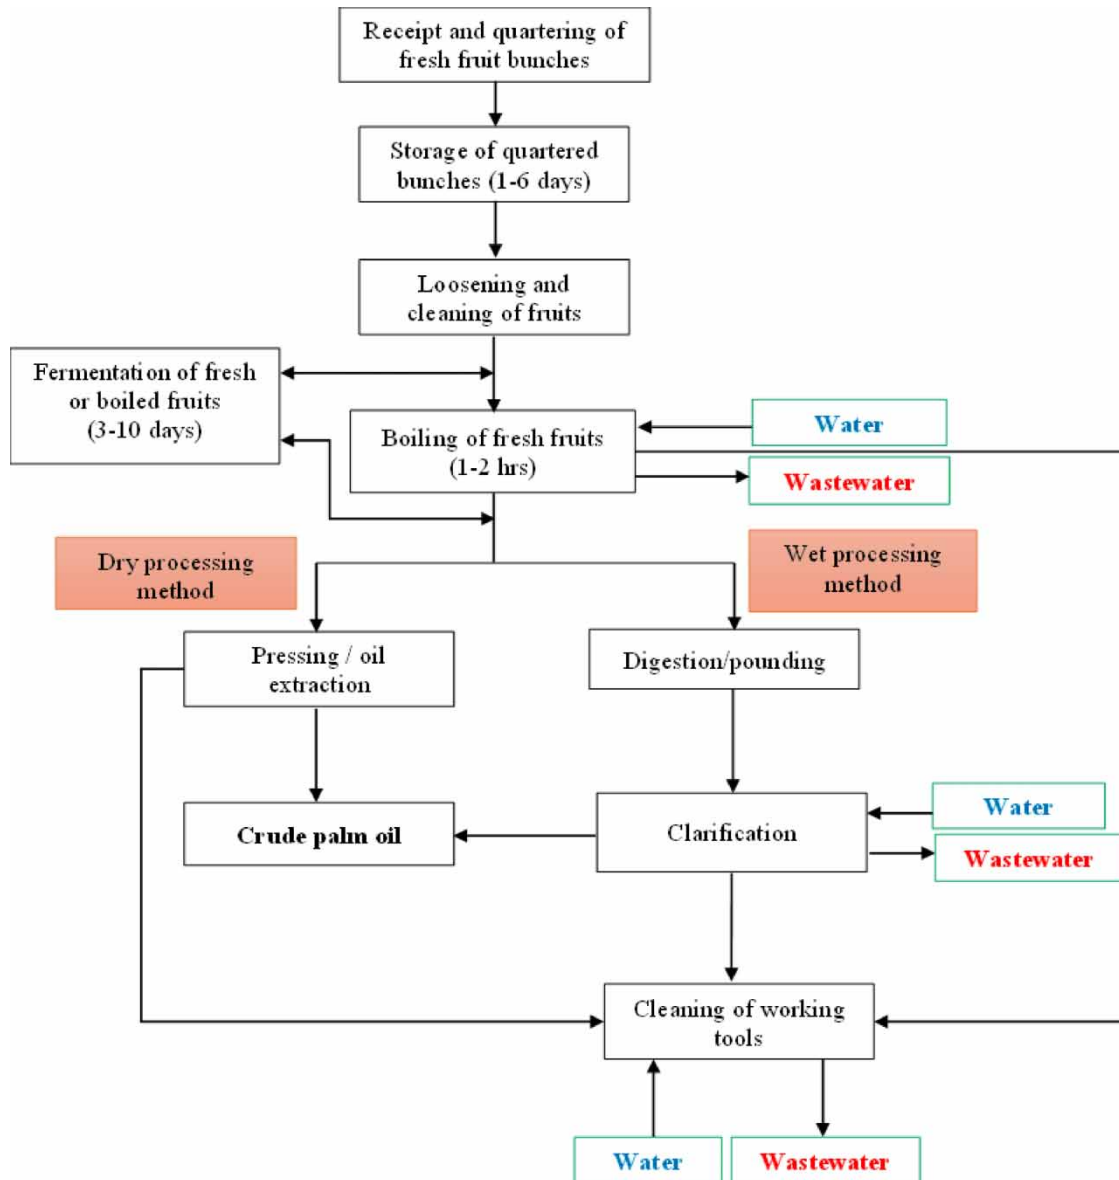 Receipt and quartering of
fresh fruit bunches
Storage of quartered
bunches (1-6 days)
Loosening and
cleaning of fruits
Fermentation of fresh
or boiled fruits
(3-10 days)
Boiling of fresh fruits
(1-2 hrs)
Water
Wastewater
Dry processing
method
Wet processing
method
Pressing / oil
extraction
Digestion/pounding
Crude palm oil
Clarification
Water
Wastewater
Cleaning of working
tools
Water
Wastewater